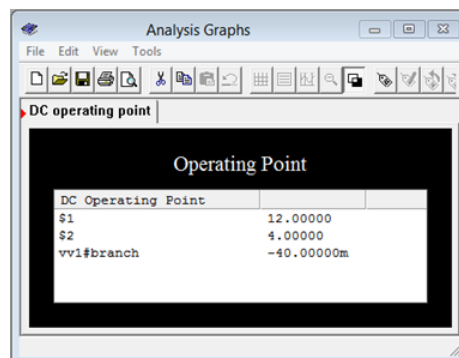 Analysis Graphs
File Edit View Tools
DC operating point
Operating Point
DC Operating Point
$1 12.00000
$2 4.00000
vv1#branch -40.00000m